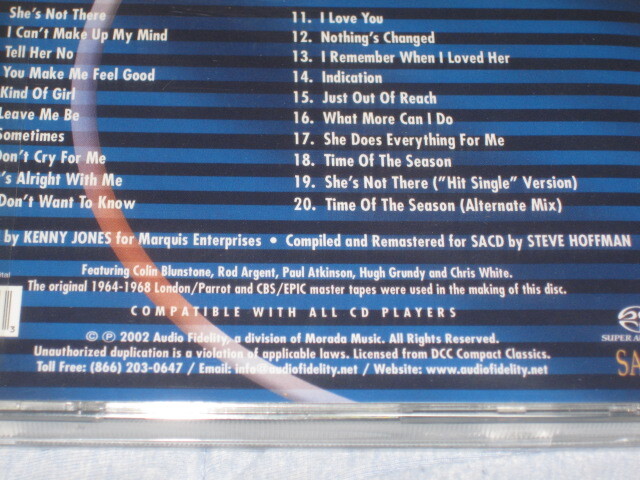 She's Not There
I Can't Make Up My Mind
Tell Her No
You Make Me Feel Good
Kind Of Girl
Leave Me Be
Sometimes
Don't Cry For Me
's Alright With Me
Don't Want To Know
11. I Love You
12. Nothing's Changed
13. I Remember When I Loved Her
14. Indication
15. Just Out Of Reach
16. What More Can I Do
17. She Does Everything For Me
18. Time Of The Season
19. She's Not There ("Hit Single" Version)
20. Time Of The Season (Alternate Mix)
by KENNY JONES for Marquis Enterprises • Compiled and Remastered for SACD by STEVE HOFFMAN
Featuring Colin Blunstone, Rod Argent, Paul Atkinson, Hugh Grundy and Chris White.
The original 1964-1968 London/Parrot and CBS/EPIC master tapes were used in the making of this disc.
COMPATIBLE WITH ALL CD PLAYERS
© ℗ 2002 Audio Fidelity, a division of Morada Music. All Rights Reserved.
Unauthorized duplication is a violation of applicable laws. Licensed from DCC Compact Classics.
Toll Free: (866) 203-0647 / Email: info@audiofidelity.net / Website: www.audiofidelity.net
3
SUPER A
SA